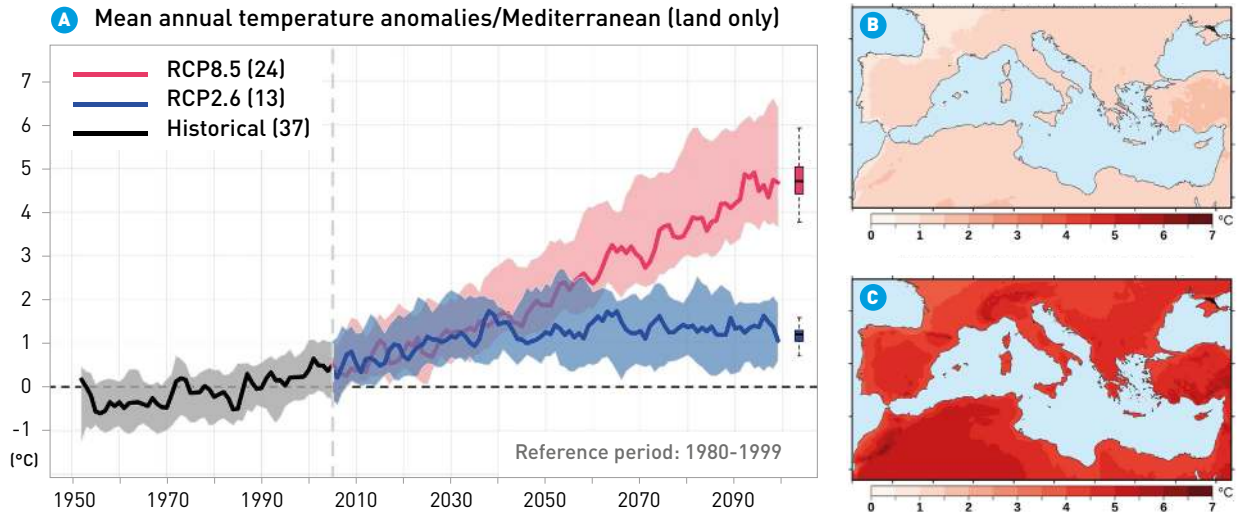 A Mean annual temperature anomalies/Mediterranean (land only)
RCP8.5 (24)
RCP2.6 (13)
Historical (37)
7
6
5
4
3
2
1
0
-1
(°C)
Reference period: 1980-1999
1950 1970 1990 2010 2030 2050 2070 2090
B
0 1 2 3 4 5 6 7 °C
C
0 1 2 3 4 5 6 7 °C